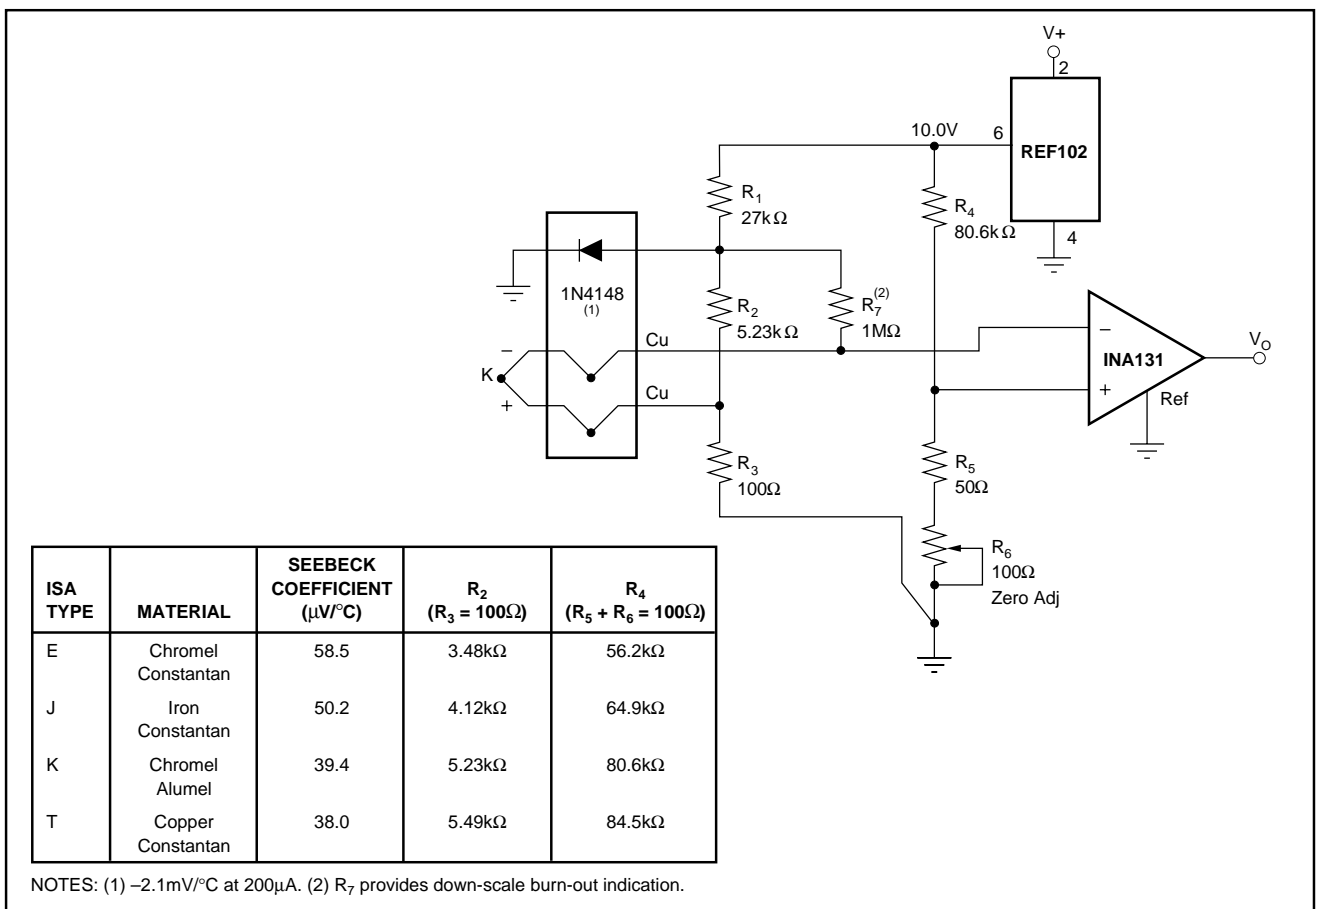 V+
2
10.0V
6
REF102
R1
27kΩ
R4
80.6kΩ
4
1N4148
(1)
R2
5.23kΩ
R7(2)
1MΩ
Cu
–
K
+
Cu
–
INA131
+
VO
Ref
R3
100Ω
R5
50Ω
R6
100Ω
Zero Adj
ISA TYPE MATERIAL SEEBECK COEFFICIENT (µV/°C) R2 (R3 = 100Ω) R4 (R5 + R6 = 100Ω)
E Chromel Constantan 58.5 3.48kΩ 56.2kΩ
J Iron Constantan 50.2 4.12kΩ 64.9kΩ
K Chromel Alumel 39.4 5.23kΩ 80.6kΩ
T Copper Constantan 38.0 5.49kΩ 84.5kΩ
NOTES: (1) –2.1mV/°C at 200µA. (2) R7 provides down-scale burn-out indication.